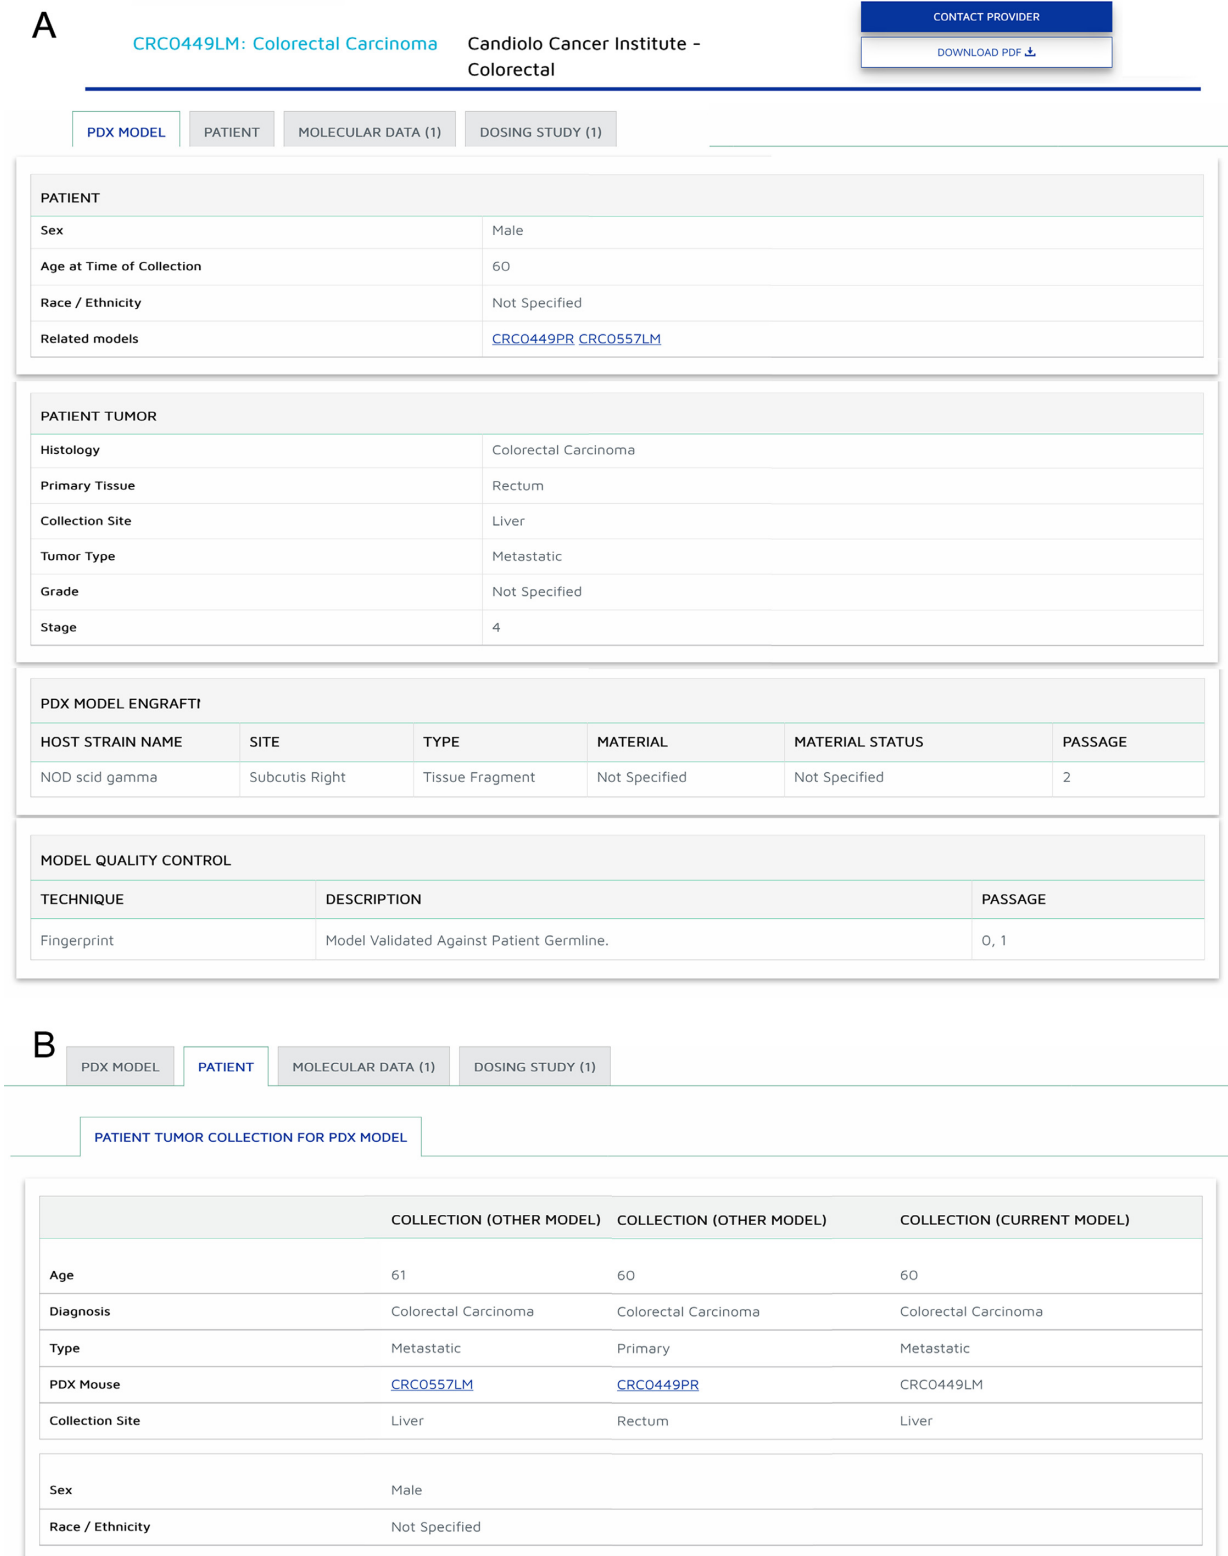 A
CRC0449LM: Colorectal Carcinoma
Candiolo Cancer Institute -
Colorectal
CONTACT PROVIDER
DOWNLOAD PDF
PDX MODEL PATIENT MOLECULAR DATA (1) DOSING STUDY (1)
PATIENT
Sex Male
Age at Time of Collection 60
Race / Ethnicity Not Specified
Related models CRC0449PR CRC0557LM
PATIENT TUMOR
Histology Colorectal Carcinoma
Primary Tissue Rectum
Collection Site Liver
Tumor Type Metastatic
Grade Not Specified
Stage 4
PDX MODEL ENGRAFTI
HOST STRAIN NAME SITE TYPE MATERIAL MATERIAL STATUS PASSAGE
NOD scid gamma Subcutis Right Tissue Fragment Not Specified Not Specified 2
MODEL QUALITY CONTROL
TECHNIQUE DESCRIPTION PASSAGE
Fingerprint Model Validated Against Patient Germline. 0, 1
B
PDX MODEL PATIENT MOLECULAR DATA (1) DOSING STUDY (1)
PATIENT TUMOR COLLECTION FOR PDX MODEL
COLLECTION (OTHER MODEL) COLLECTION (OTHER MODEL) COLLECTION (CURRENT MODEL)
Age 61 60 60
Diagnosis Colorectal Carcinoma Colorectal Carcinoma Colorectal Carcinoma
Type Metastatic Primary Metastatic
PDX Mouse CRC0557LM CRC0449PR CRC0449LM
Collection Site Liver Rectum Liver
Sex Male
Race / Ethnicity Not Specified